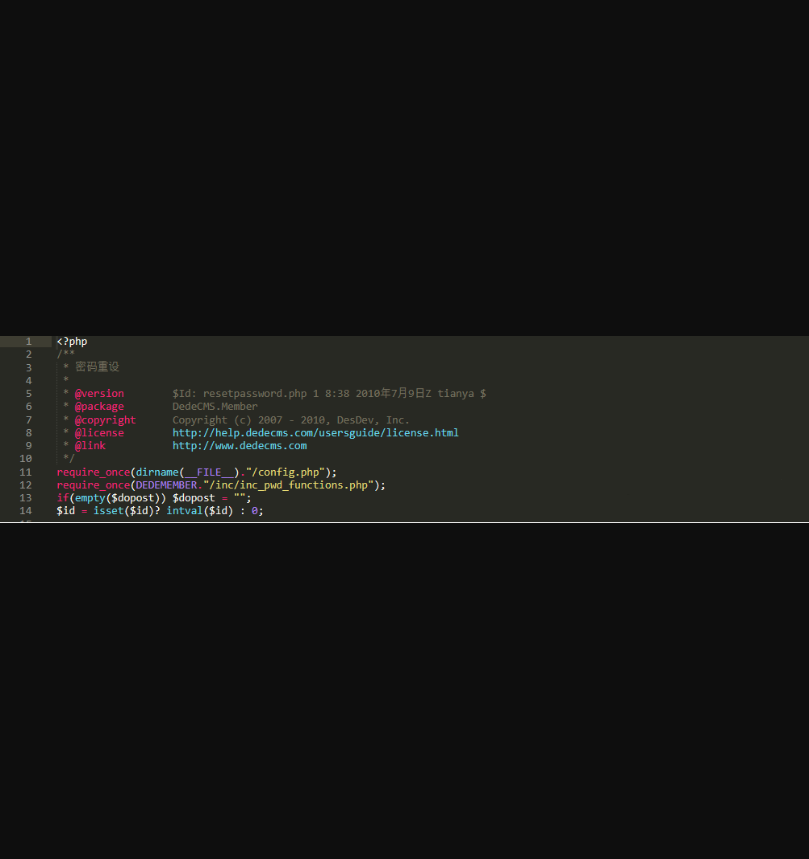 1 <?php
2 /**
3 * 密码重设
4 *
5 * @version $Id: resetpassword.php 1 8:38 2010年7月9日Z tianya $
6 * @package DedeCMS.Member
7 * @copyright Copyright (c) 2007 - 2010, DesDev, Inc.
8 * @license http://help.dedecms.com/usersguide/license.html
9 * @link http://www.dedecms.com
10 */
11 require_once(dirname(__FILE__)."/config.php");
12 require_once(DEDEMEMBER."/inc/inc_pwd_functions.php");
13 if(empty($dopost)) $dopost = "";
14 $id = isset($id)? intval($id) : 0;